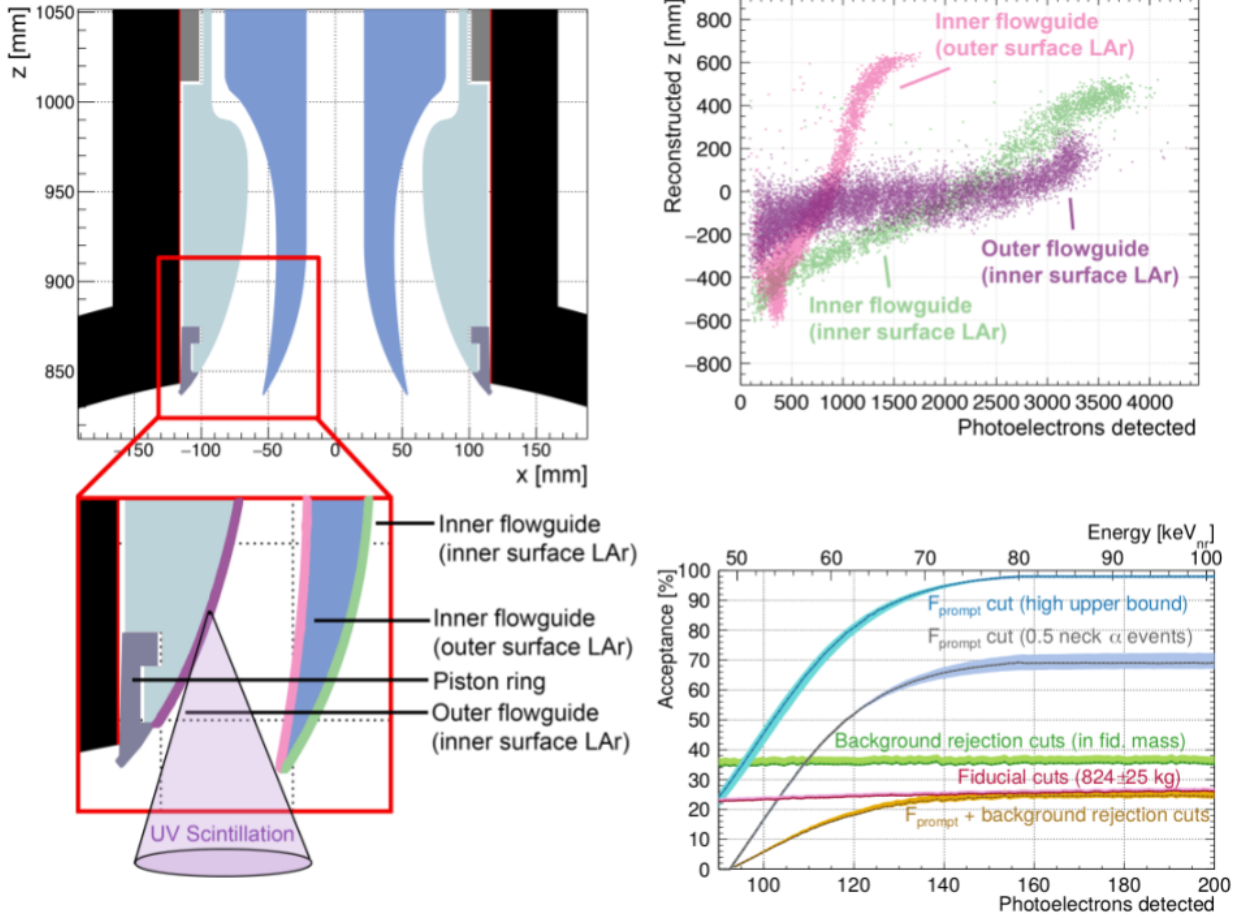 z [mm]
1050
1000
950
900
850
−150
−100
−50
0
50
100
150
x [mm]
Inner flowguide
(inner surface LAr)
Inner flowguide
(outer surface LAr)
Piston ring
Outer flowguide
(inner surface LAr)
UV Scintillation
Reconstructed z [mm]
800
600
400
200
0
−200
−400
−600
−800
Inner flowguide
(outer surface LAr)
Outer flowguide
(inner surface LAr)
Inner flowguide
(inner surface LAr)
0 500 1000 1500 2000 2500 3000 3500 4000
Photoelectrons detected
Energy [keVnr]
50 60 70 80 90 100
Acceptance [%]
100
90
80
70
60
50
40
30
20
10
0
Fprompt cut (high upper bound)
Fprompt cut (0.5 neck α events)
Background rejection cuts (in fid. mass)
Fiducial cuts (824±25 kg)
Fprompt + background rejection cuts
100 120 140 160 180 200
Photoelectrons detected